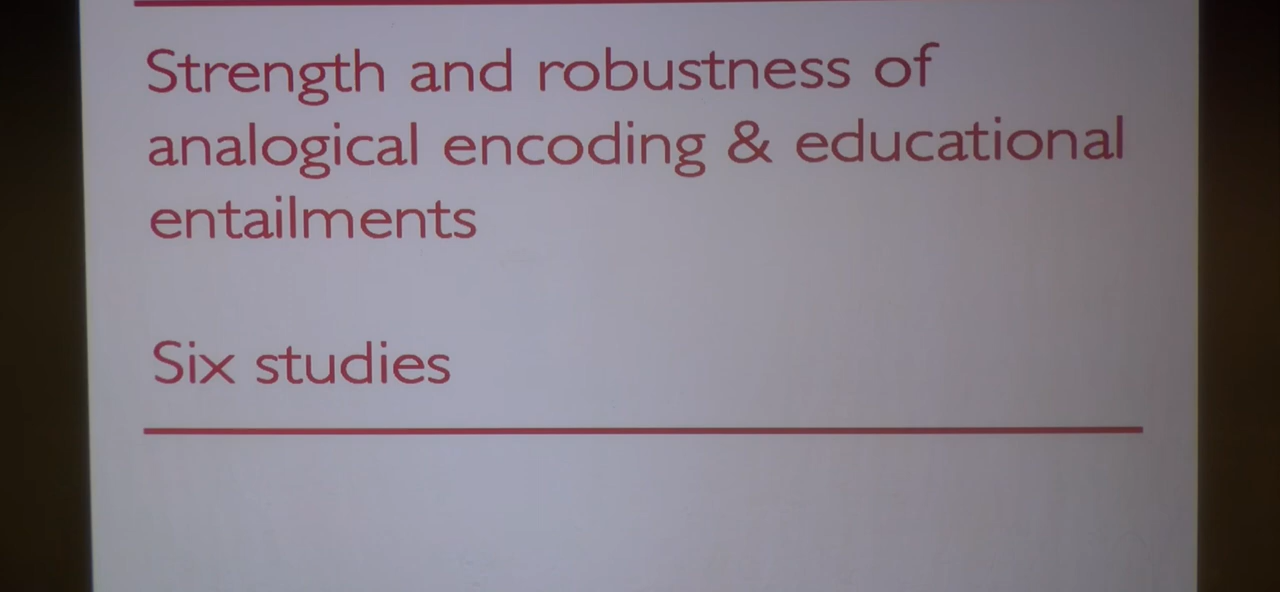 Strength and robustness of
analogical encoding & educational
entailments
Six studies